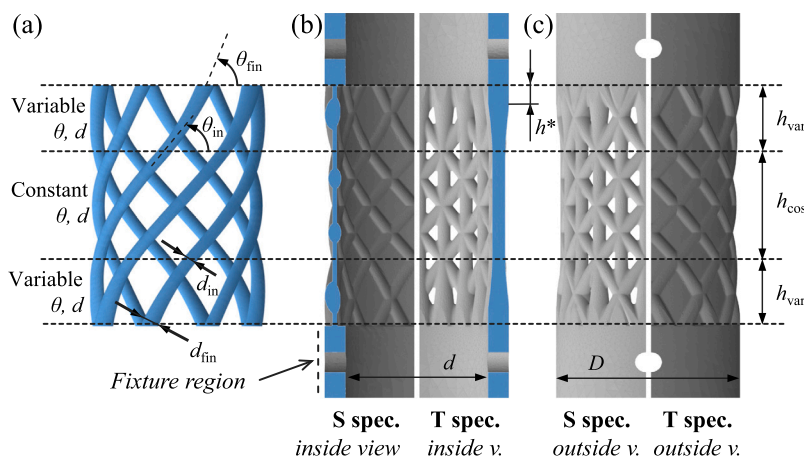 (a)
(b)
(c)
θfin
Variable
θ, d
θin
h*
hvar
Constant
θ, d
hcos
Variable
θ, d
din
hvar
dfin
Fixture region
d
D
S spec.
inside view
T spec.
inside v.
S spec.
outside v.
T spec.
outside v.